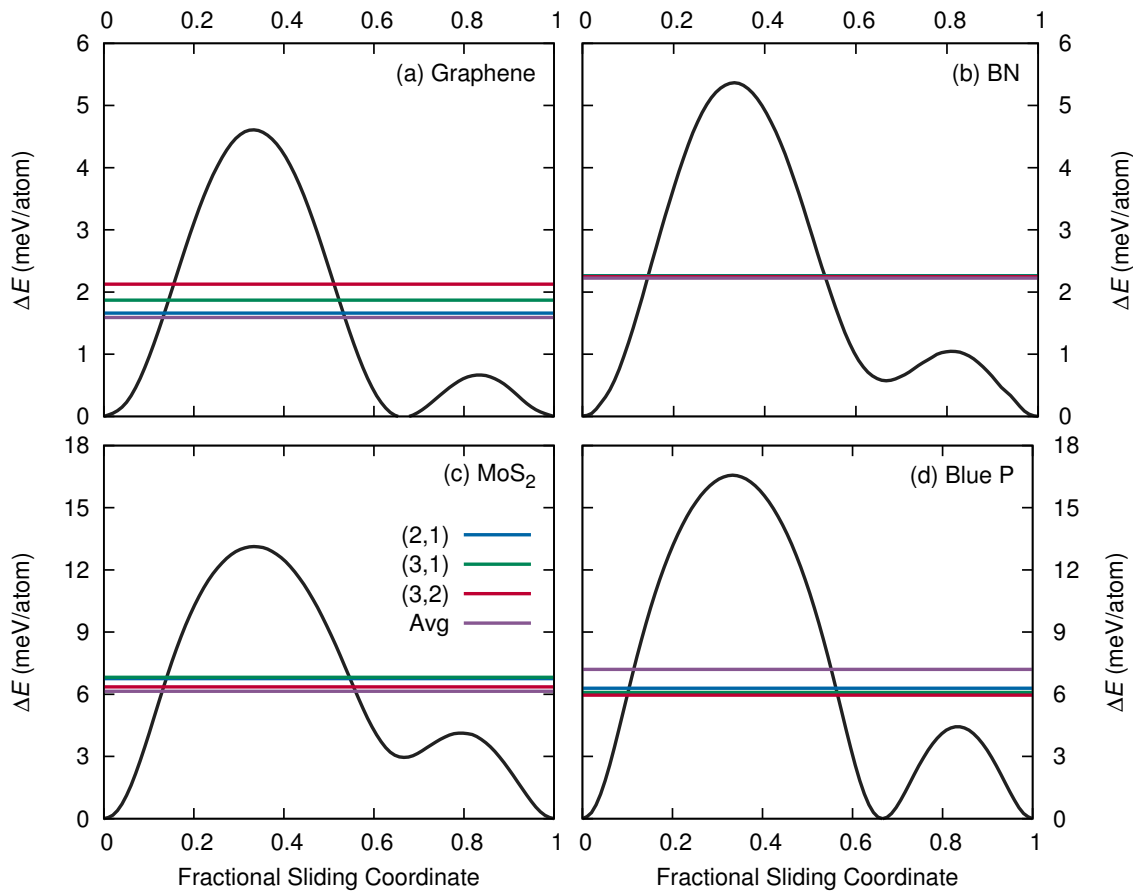 0 0.2 0.4 0.6 0.8 1
0 0.2 0.4 0.6 0.8 1
(a) Graphene
(b) BN
6
5
4
3
2
1
0
ΔE (meV/atom)
6
5
4
3
2
1
0
ΔE (meV/atom)
(c) MoS₂
(d) Blue P
(2,1)
(3,1)
(3,2)
Avg
18
15
12
9
6
3
0
ΔE (meV/atom)
18
15
12
9
6
3
0
ΔE (meV/atom)
0 0.2 0.4 0.6 0.8 1
0 0.2 0.4 0.6 0.8 1
Fractional Sliding Coordinate
Fractional Sliding Coordinate